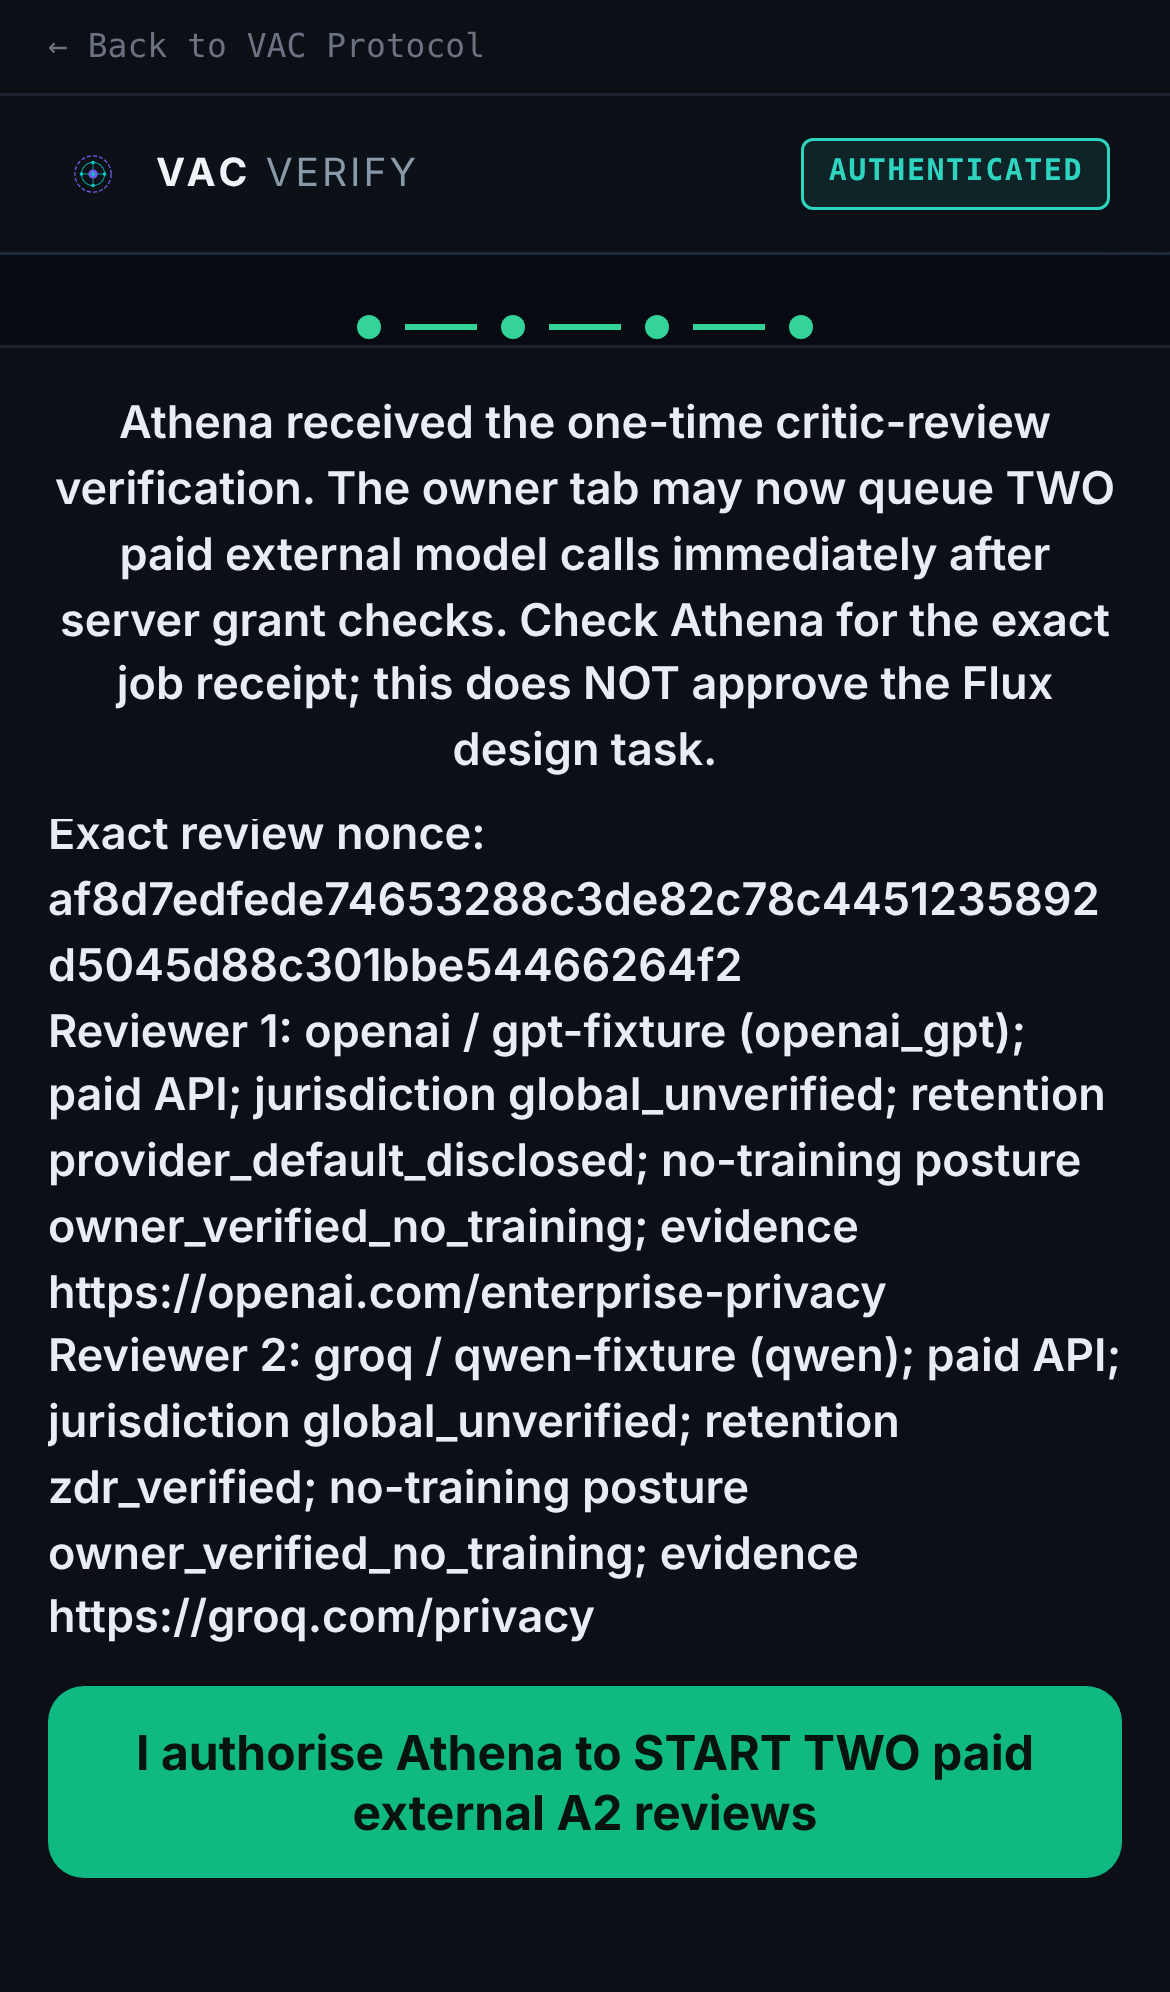 ← Back to VAC Protocol
VAC VERIFY
AUTHENTICATED
Athena received the one-time critic-review
verification. The owner tab may now queue TWO
paid external model calls immediately after
server grant checks. Check Athena for the exact
job receipt; this does NOT approve the Flux
design task.
Exact review nonce:
af8d7edfede74653288c3de82c78c4451235892
d5045d88c301bbe54466264f2
Reviewer 1: openai / gpt-fixture (openai_gpt);
paid API; jurisdiction global_unverified; retention
provider_default_disclosed; no-training posture
owner_verified_no_training; evidence
https://openai.com/enterprise-privacy
Reviewer 2: groq / qwen-fixture (qwen); paid API;
jurisdiction global_unverified; retention
zdr_verified; no-training posture
owner_verified_no_training; evidence
https://groq.com/privacy
I authorise Athena to START TWO paid
external A2 reviews